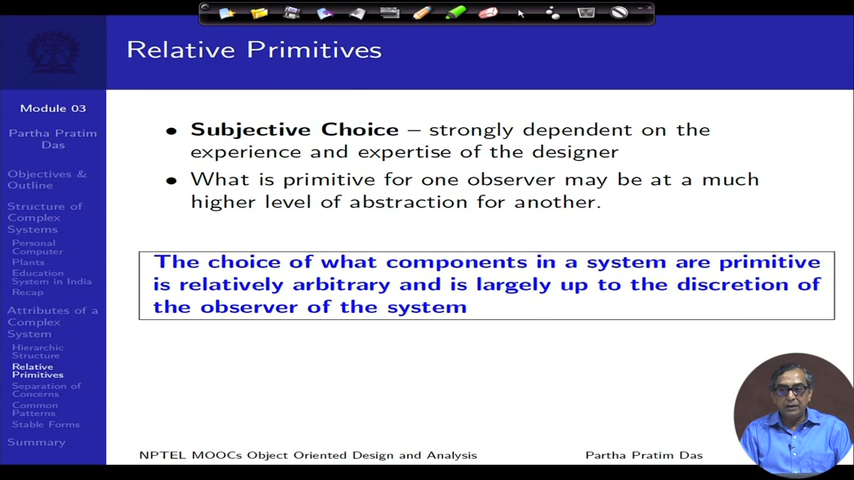 Relative Primitives
Module 03
Partha Pratim
Das
Objectives &
Outline
Structure of
Complex
Systems
Personal
Computer
Plants
Education
System in India
Recap
Attributes of a
Complex
System
Hierarchic
Structure
Relative
Primitives
Separation of
Concerns
Common
Patterns
Stable Forms
Summary
• Subjective Choice – strongly dependent on the
experience and expertise of the designer
• What is primitive for one observer may be at a much
higher level of abstraction for another.
The choice of what components in a system are primitive
is relatively arbitrary and is largely up to the discretion of
the observer of the system
NPTEL MOOCs Object Oriented Design and Analysis
Partha Pratim Das